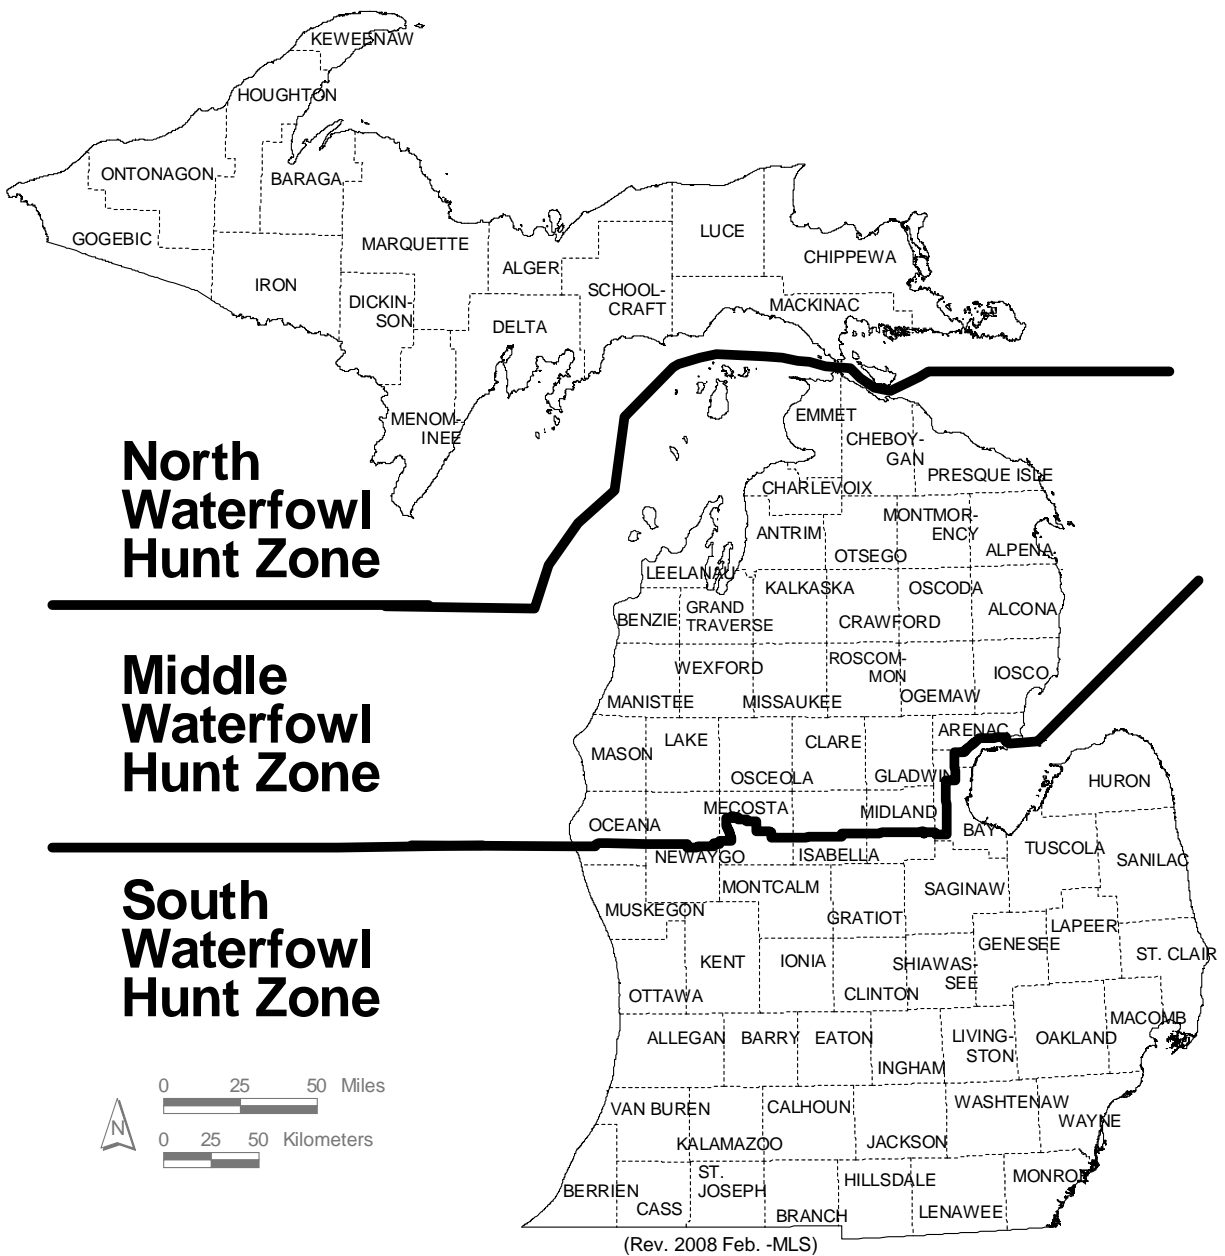 KEWEENAW
HOUGHTON
ONTONAGON
BARAGA
GOGEBIC
MARQUETTE
LUCE
CHIPPEWA
ALGER
IRON
DICKIN-
SON
SCHOOL-
CRAFT
MACKINAC
DELTA
MENOM-
INEE
EMMET
CHEBOY-
GAN
PRESQUE ISLE
CHARLEVOIX
North
Waterfowl
Hunt Zone
ANTRIM
OTSEGO
MONTMOR-
ENCY
ALPENA
LEELANAU
KALKASKA
OSCODA
ALCONA
BENZIE
GRAND
TRAVERSE
CRAWFORD
WEXFORD
ROSCOM-
MON
IOSCO
MANISTEE
MISSAUKEE
OGEMAW
Middle
Waterfowl
Hunt Zone
MASON
LAKE
CLARE
ARENAC
OSCEOLA
GLADWIN
HURON
OCEANA
MECOSTA
MIDLAND
BAY
NEWAYGO
ISABELLA
TUSCOLA
SANILAC
South
Waterfowl
Hunt Zone
MONTCALM
SAGINAW
MUSKEGON
GRATIOT
LAPEER
GENESEE
KENT
IONIA
SHIAWAS-
SEE
ST. CLAIR
OTTAWA
CLINTON
MACOMB
ALLEGAN
BARRY
EATON
LIVING-
STON
OAKLAND
INGHAM
0 25 50 Miles
N
0 25 50 Kilometers
VAN BUREN
CALHOUN
WASHTENAW
WAYNE
KALAMAZOO
JACKSON
BERRIEN
CASS
ST.
JOSEPH
BRANCH
HILLSDALE
LENAWEE
MONROE
(Rev. 2008 Feb. -MLS)